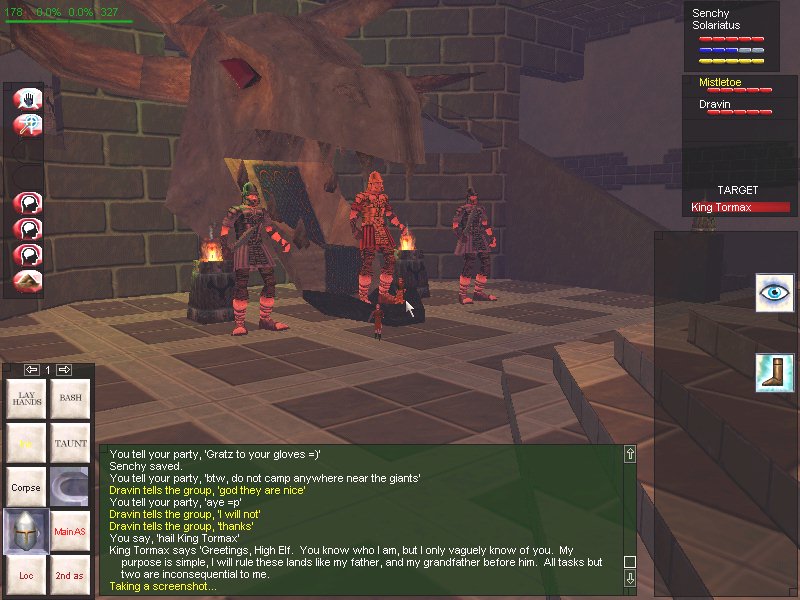 178 0.0% 0.0% 327
Senchy
Solariatus
Mistletoe
Dravin
TARGET
King Tormax
1
LAY HANDS
BASH
TAUNT
Corpse
MainAS
Loc
2nd as
You tell your party, 'Gratz to your gloves =)'
Senchy saved.
You tell your party, 'btw, do not camp anywhere near the giants'
Dravin tells the group, 'god they are nice'
You tell your party, 'aye =p'
Dravin tells the group, 'I will not'
Dravin tells the group, 'thanks'
You say, 'hail King Tormax'
King Tormax says 'Greetings, High Elf.  You know who I am, but I only vaguely know of you.  My
purpose is simple, I will rule these lands like my father, and my grandfather before him.  All tasks but
two are inconsequential to me.
Taking a screenshot...